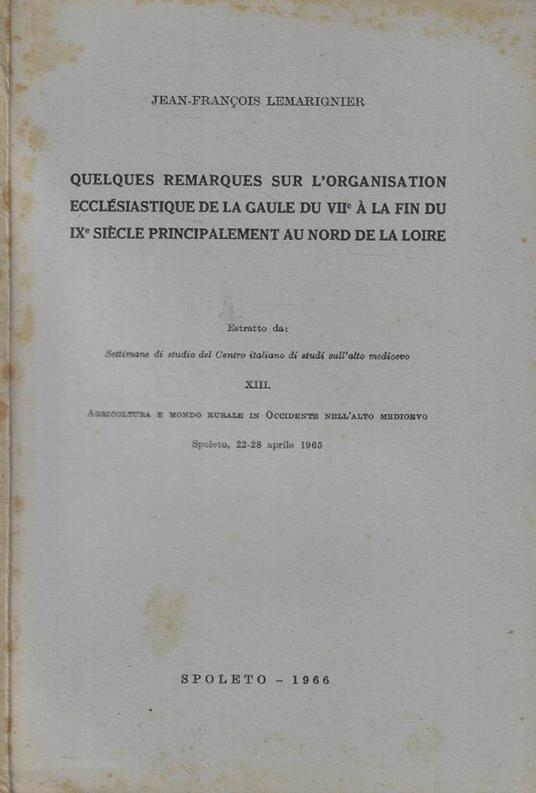 JEAN-FRANÇOIS LEMARIGNIER
QUELQUES REMARQUES SUR L'ORGANISATION
ECCLÉSIASTIQUE DE LA GAULE DU VIIe À LA FIN DU
IXe SIÈCLE PRINCIPALEMENT AU NORD DE LA LOIRE
Estratto da:
Settimane di studio del Centro italiano di studi sull'alto medioevo
XIII.
AGRICOLTURA E MONDO RURALE IN OCCIDENTE NELL'ALTO MEDIOEVO
Spoleto, 22-28 aprile 1965
SPOLETO - 1966